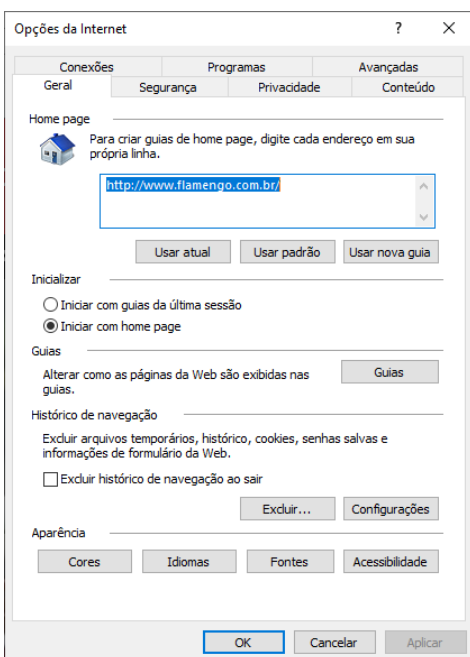 Opções da Internet
?
X
Conexões
Programas
Avançadas
Geral
Segurança
Privacidade
Conteúdo
Home page
Para criar guias de home page, digite cada endereço em sua
própria linha.
http://www.flamengo.com.br/
Usar atual
Usar padrão
Usar nova guia
Inicializar
Iniciar com guias da última sessão
Iniciar com home page
Guias
Alterar como as páginas da Web são exibidas nas
guias.
Guias
Histórico de navegação
Excluir arquivos temporários, histórico, cookies, senhas salvas e
informações de formulário da Web.
Excluir histórico de navegação ao sair
Excluir...
Configurações
Aparência
Cores
Idiomas
Fontes
Acessibilidade
OK
Cancelar
Aplicar